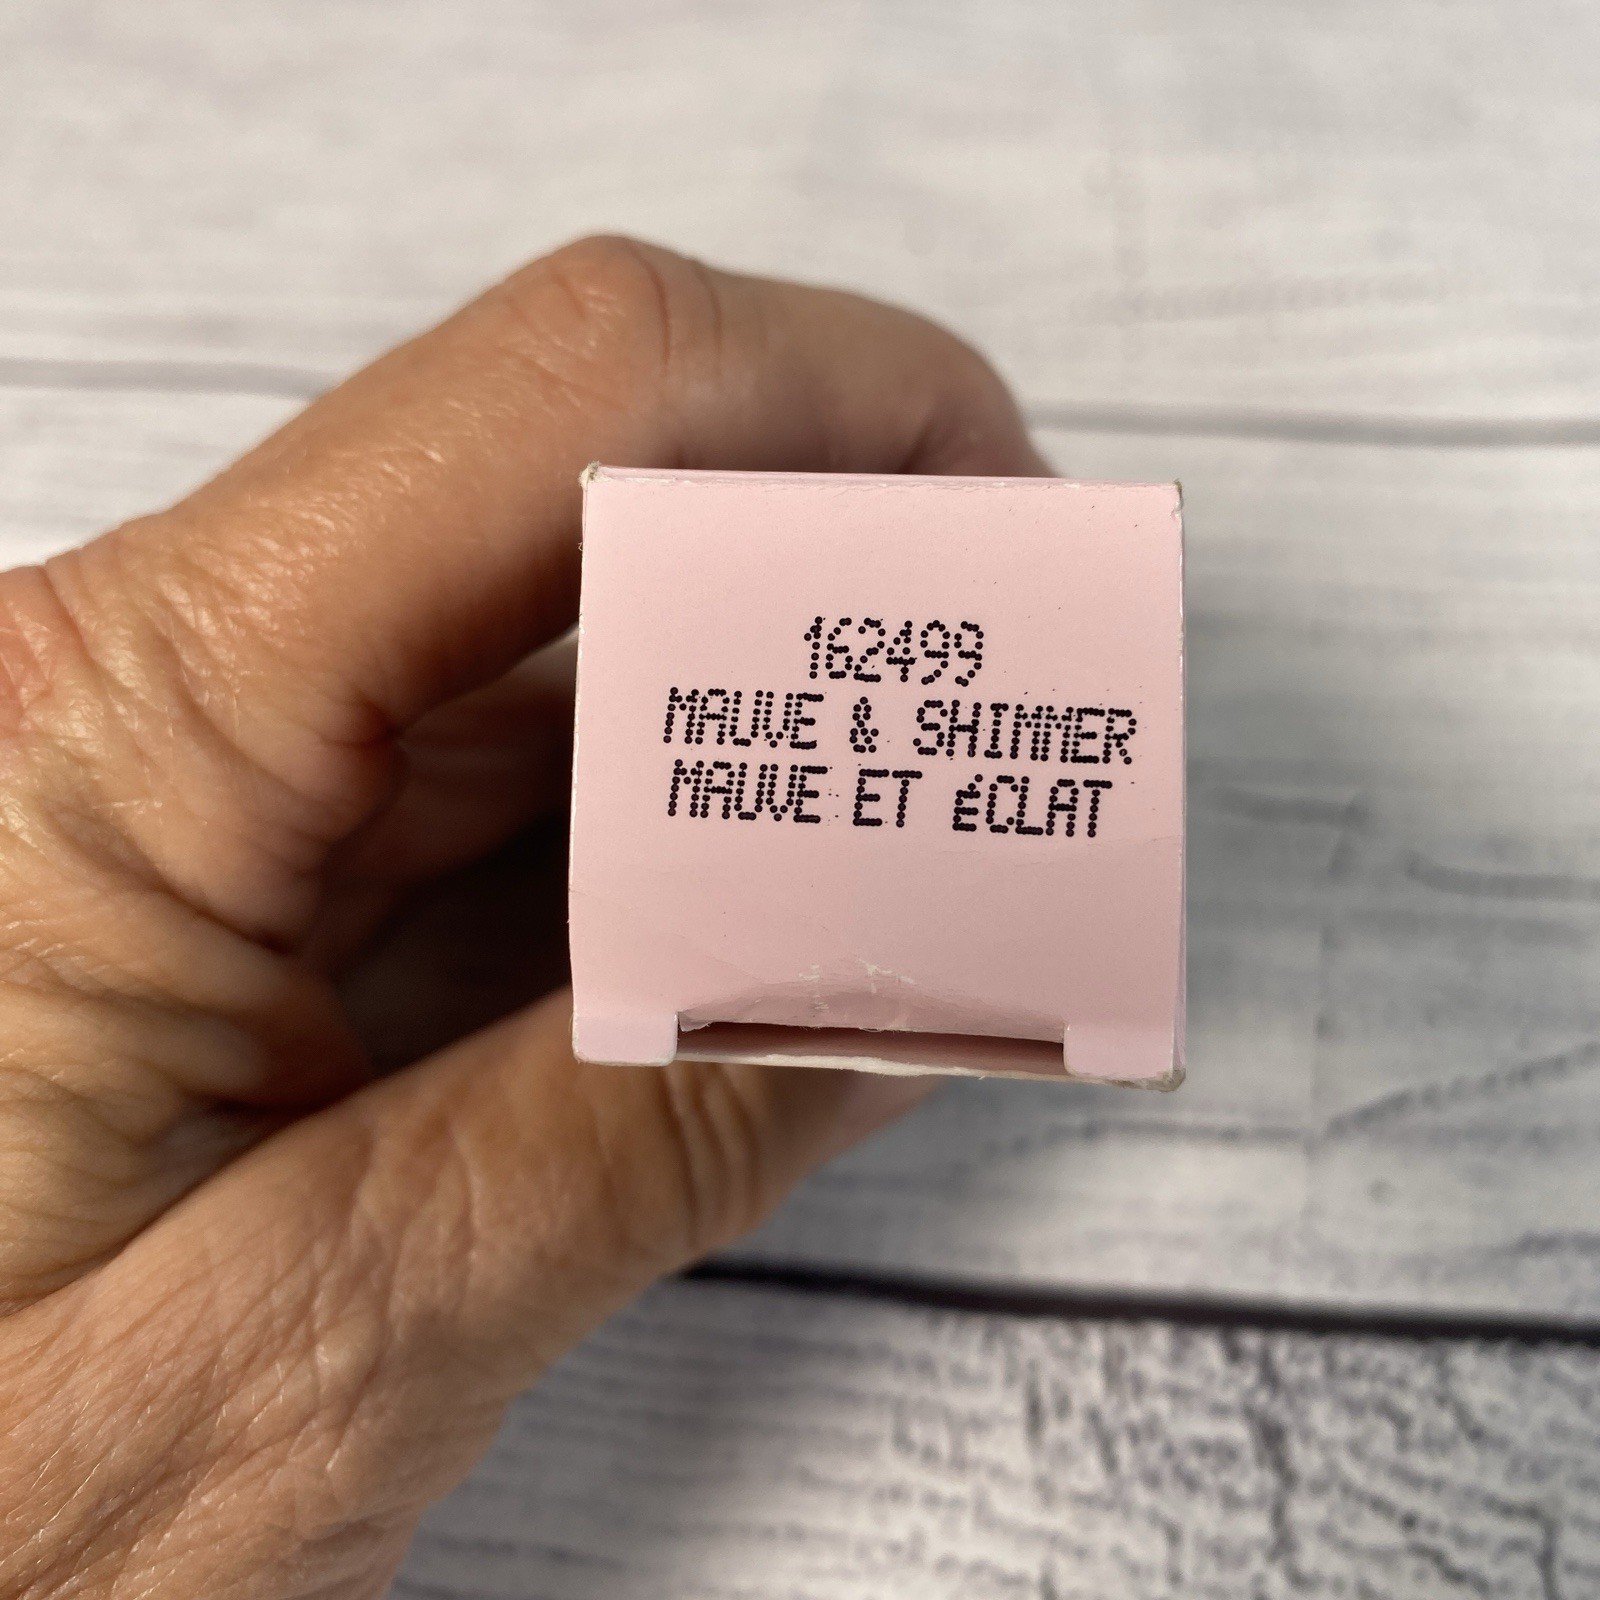 162499
MAUVE & SHIMMER
MAUVE ET éCLAT